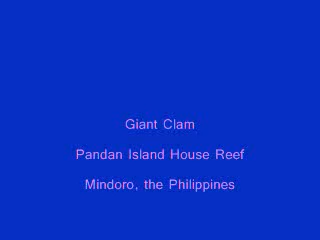 Giant Clam
Pandan Island House Reef
Mindoro, the Philippines